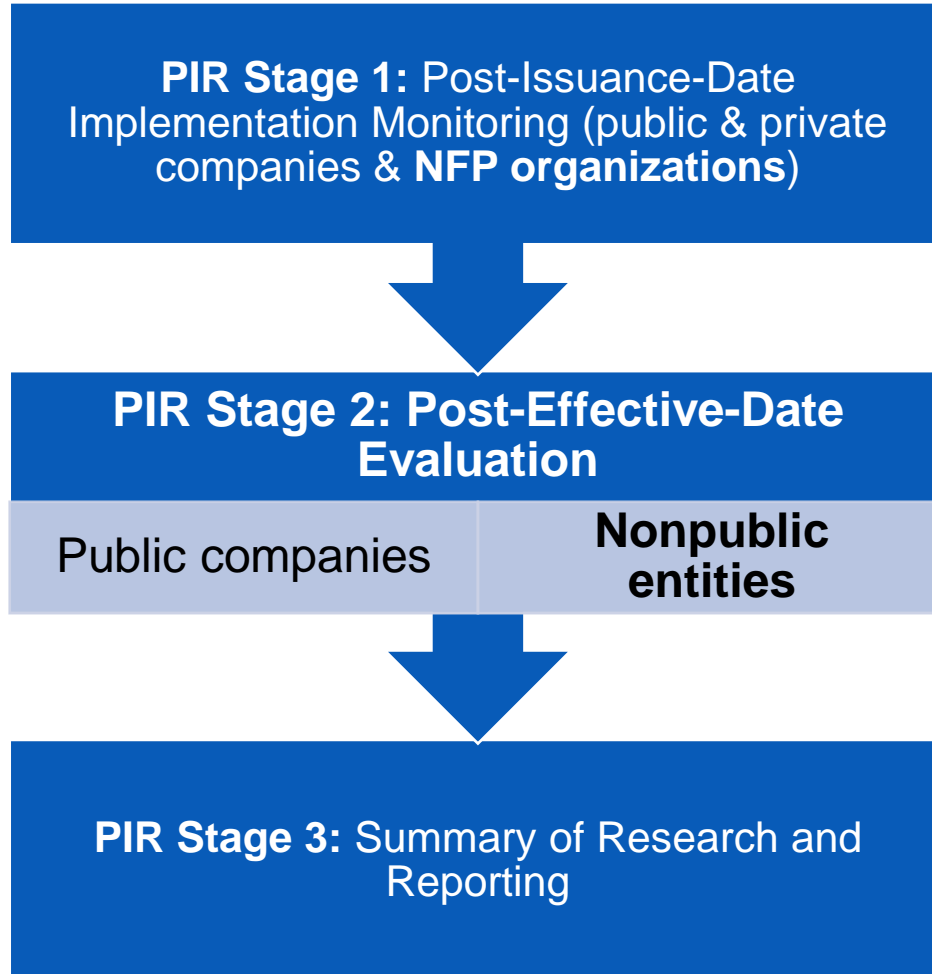 PIR Stage 1: Post-Issuance-Date
Implementation Monitoring (public & private
companies & NFP organizations)
PIR Stage 2: Post-Effective-Date
Evaluation
Public companies
Nonpublic
entities
PIR Stage 3: Summary of Research and
Reporting